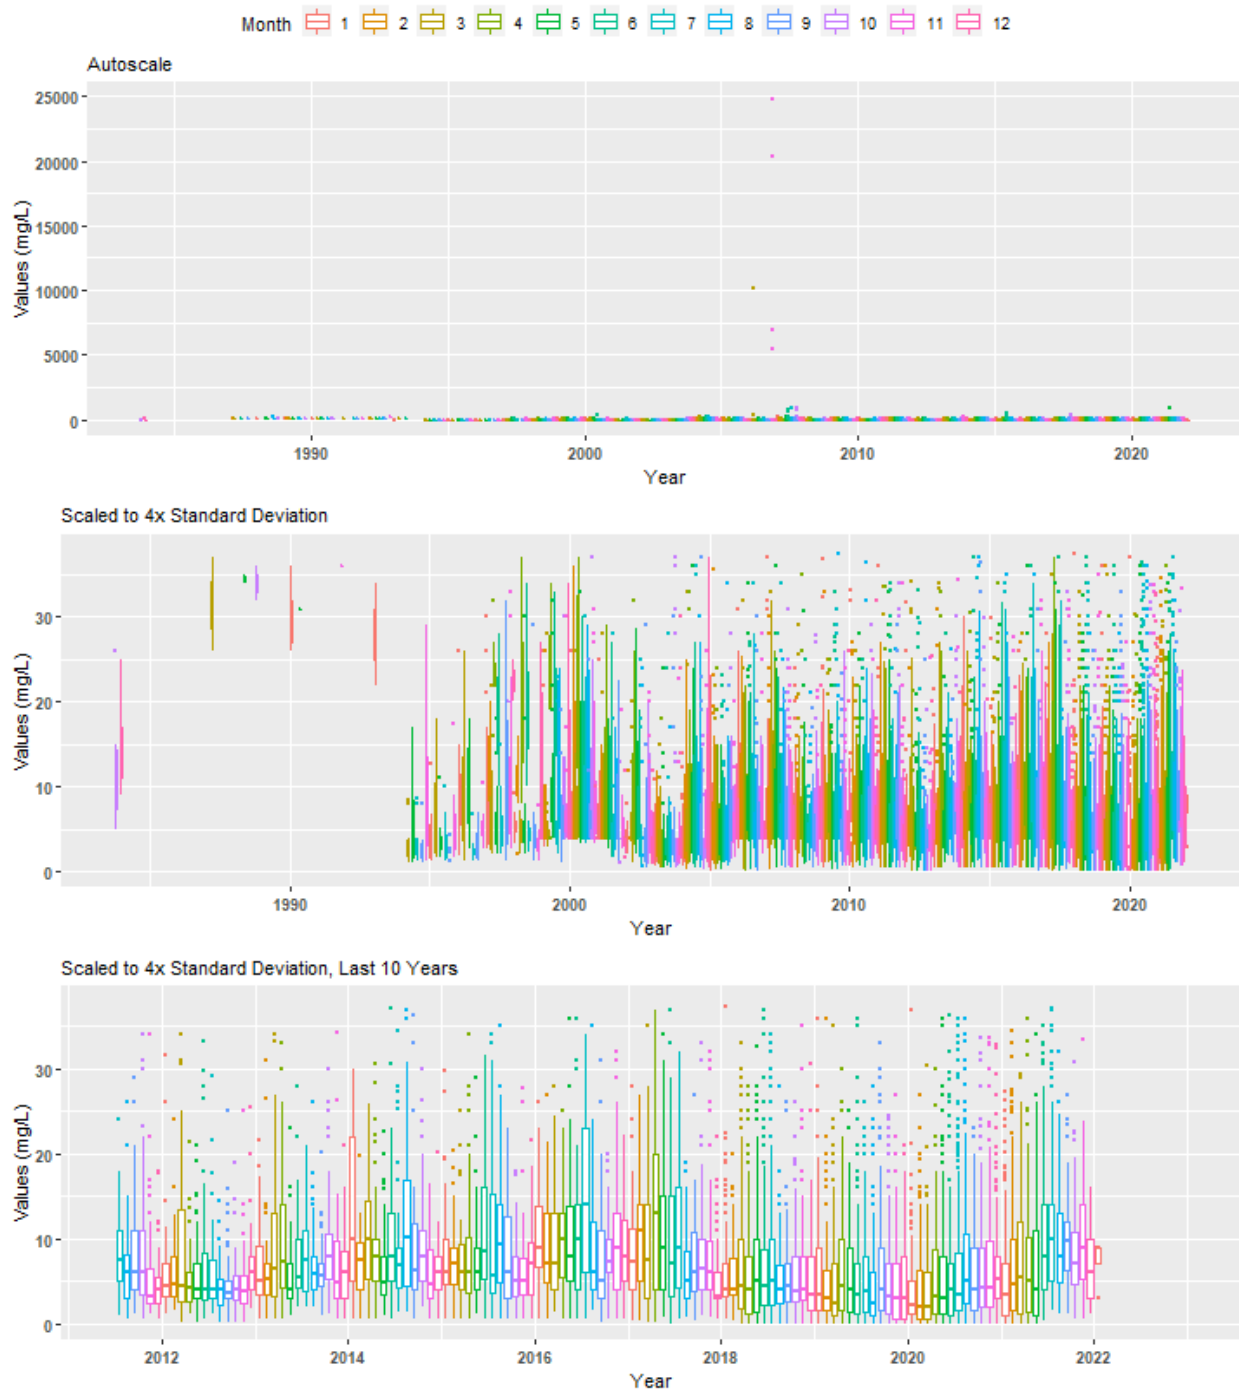 Month 1 2 3 4 5 6 7 8 9 10 11 12
Autoscale
25000
20000
15000
10000
5000
0
Values (mg/L)
1990 2000 2010 2020
Year
Scaled to 4x Standard Deviation
30
20
10
0
Values (mg/L)
1990 2000 2010 2020
Year
Scaled to 4x Standard Deviation, Last 10 Years
30
20
10
0
Values (mg/L)
2012 2014 2016 2018 2020 2022
Year